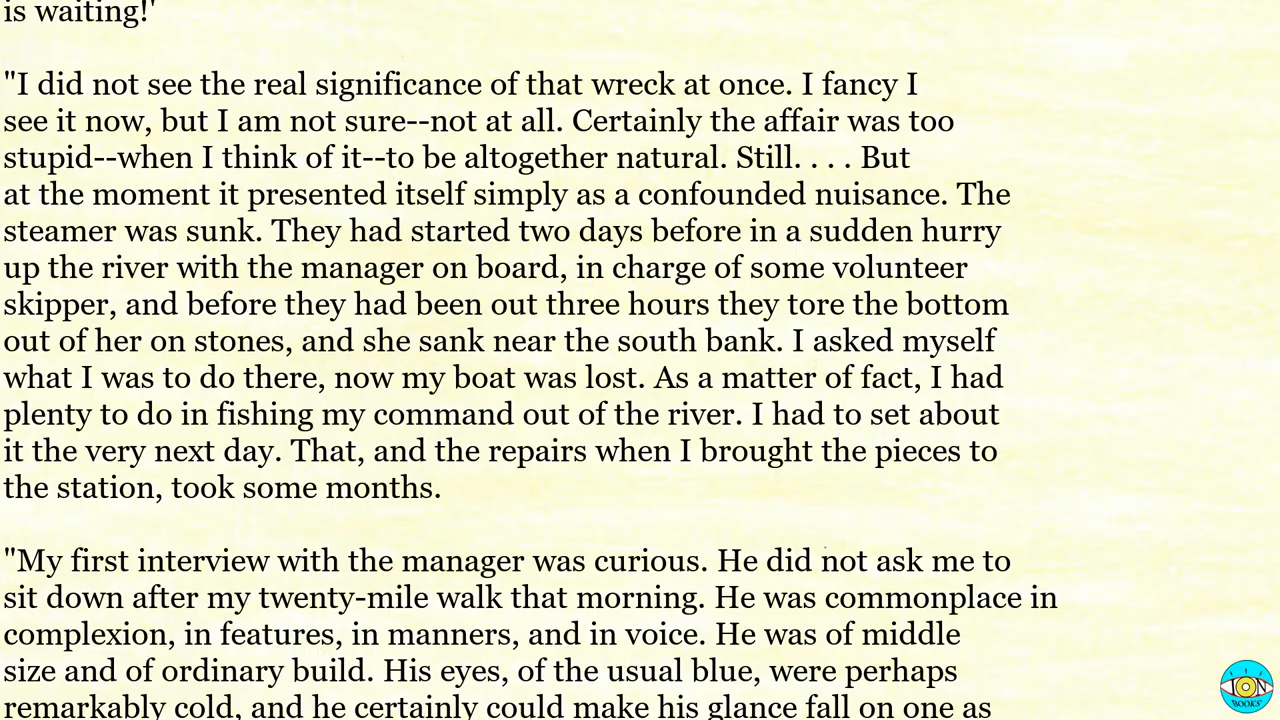 is waiting!'
"I did not see the real significance of that wreck at once. I fancy I
see it now, but I am not sure--not at all. Certainly the affair was too
stupid--when I think of it--to be altogether natural. Still. . . . But
at the moment it presented itself simply as a confounded nuisance. The
steamer was sunk. They had started two days before in a sudden hurry
up the river with the manager on board, in charge of some volunteer
skipper, and before they had been out three hours they tore the bottom
out of her on stones, and she sank near the south bank. I asked myself
what I was to do there, now my boat was lost. As a matter of fact, I had
plenty to do in fishing my command out of the river. I had to set about
it the very next day. That, and the repairs when I brought the pieces to
the station, took some months.
"My first interview with the manager was curious. He did not ask me to
sit down after my twenty-mile walk that morning. He was commonplace in
complexion, in features, in manners, and in voice. He was of middle
size and of ordinary build. His eyes, of the usual blue, were perhaps
remarkably cold, and he certainly could make his glance fall on one as
ION
BOOKS